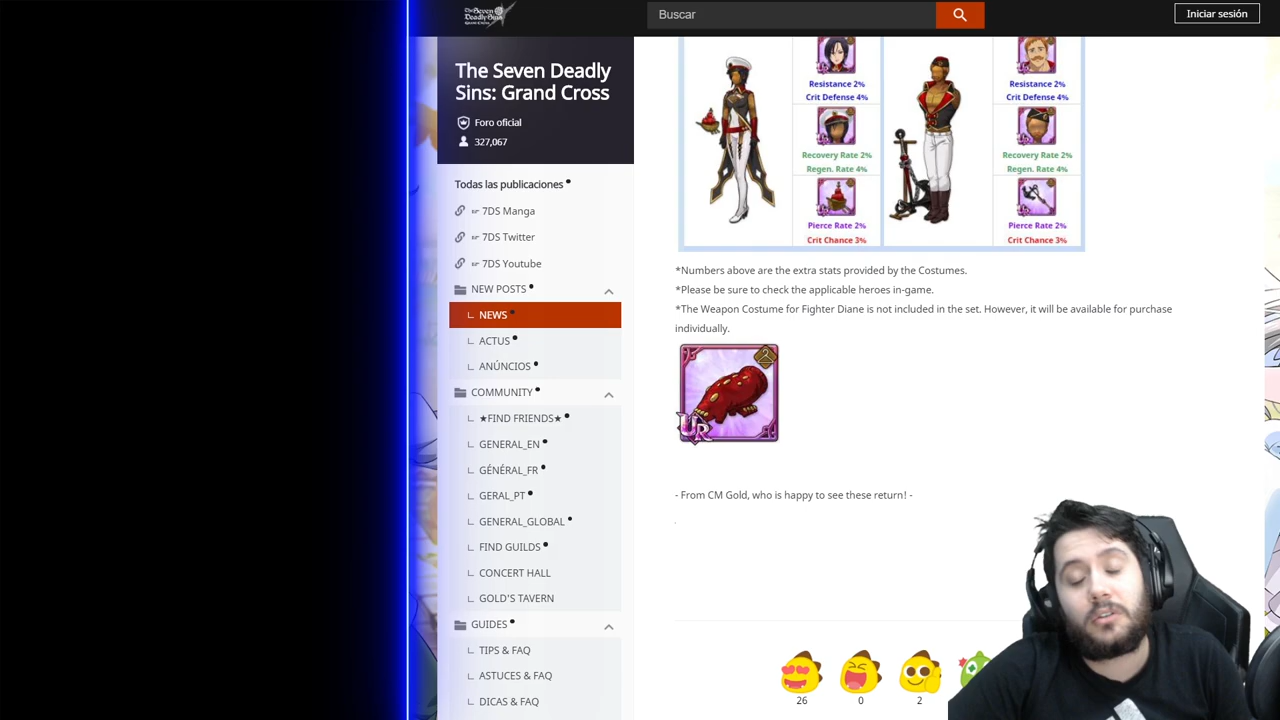 The Seven
Deadly Sins
GRAND CROSS
Buscar
Iniciar sesión
The Seven Deadly
Sins: Grand Cross
Foro oficial
327,067
Todas las publicaciones
7DS Manga
7DS Twitter
7DS Youtube
NEW POSTS
NEWS
ACTUS
ANÚNCIOS
COMMUNITY
★FIND FRIENDS★
GENERAL_EN
GÉNÉRAL_FR
GERAL_PT
GENERAL_GLOBAL
FIND GUILDS
CONCERT HALL
GOLD'S TAVERN
GUIDES
TIPS & FAQ
ASTUCES & FAQ
DICAS & FAQ
Resistance 2%
Crit Defense 4%
Recovery Rate 2%
Regen. Rate 4%
Pierce Rate 2%
Crit Chance 3%
Resistance 2%
Crit Defense 4%
Recovery Rate 2%
Regen. Rate 4%
Pierce Rate 2%
Crit Chance 3%
*Numbers above are the extra stats provided by the Costumes.
*Please be sure to check the applicable heroes in-game.
*The Weapon Costume for Fighter Diane is not included in the set. However, it will be available for purchase
individually.
UR
- From CM Gold, who is happy to see these return! -
26
0
2